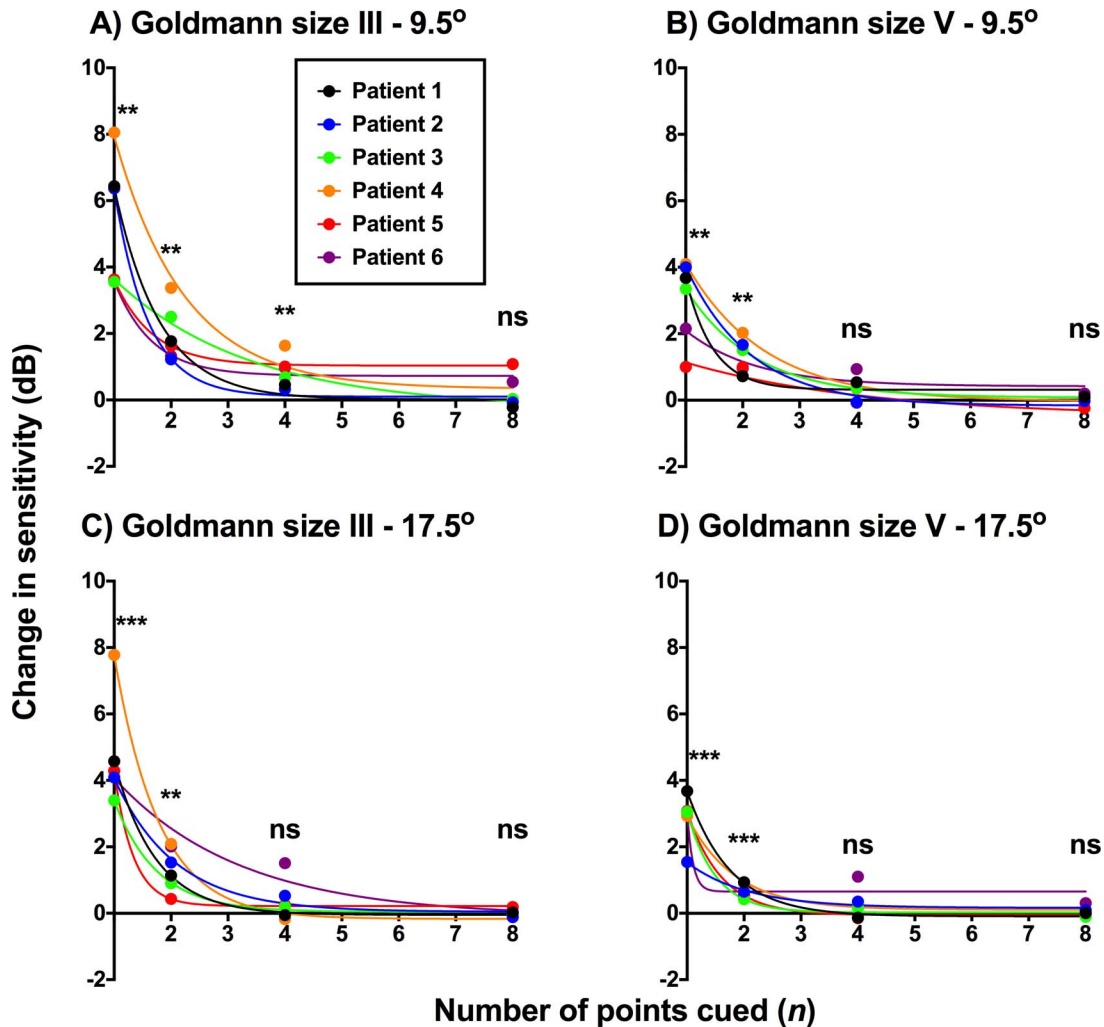 A) Goldmann size III - 9.5º
B) Goldmann size V - 9.5º
10
8
6
4
2
0
-2
**
**
**
ns
2 3 4 5 6 7 8
Patient 1
Patient 2
Patient 3
Patient 4
Patient 5
Patient 6
10
8
6
4
2
0
-2
**
**
ns
ns
2 3 4 5 6 7 8
C) Goldmann size III - 17.5º
D) Goldmann size V - 17.5º
10
8
6
4
2
0
-2
***
**
ns
ns
2 3 4 5 6 7 8
10
8
6
4
2
0
-2
***
***
ns
ns
2 3 4 5 6 7 8
Change in sensitivity (dB)
Number of points cued (n)